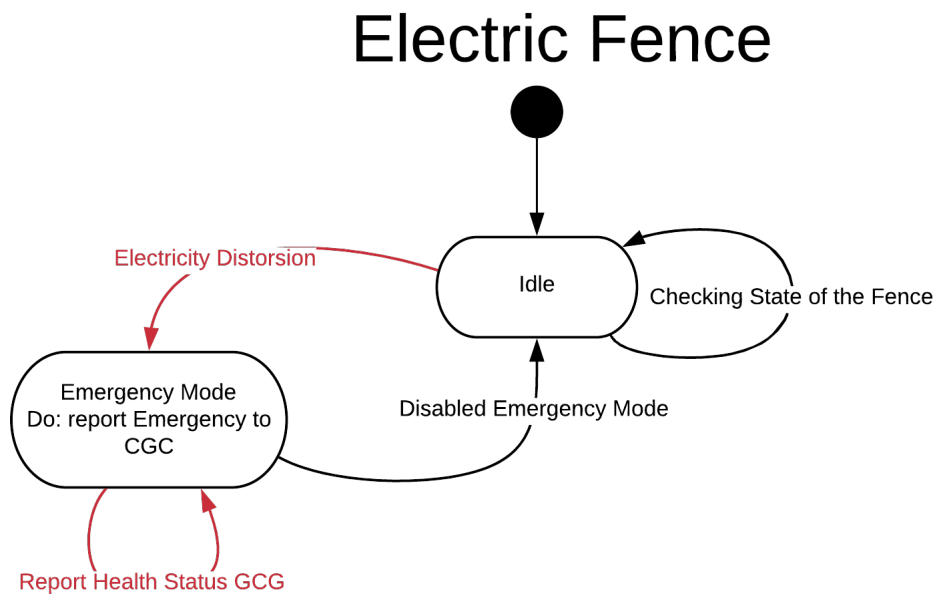 Electric Fence
Electricity Distorsion
Idle
Checking State of the Fence
Emergency Mode
Do: report Emergency to
CGC
Disabled Emergency Mode
Report Health Status GCG